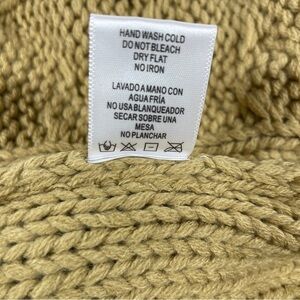 HAND WASH COLD
DO NOT BLEACH
DRY FLAT
NO IRON
LAVADO A MANO CON
AGUA FRÍA
NO USA BLANQUEADOR
SECAR SOBRE UNA
MESA
NO PLANCHAR